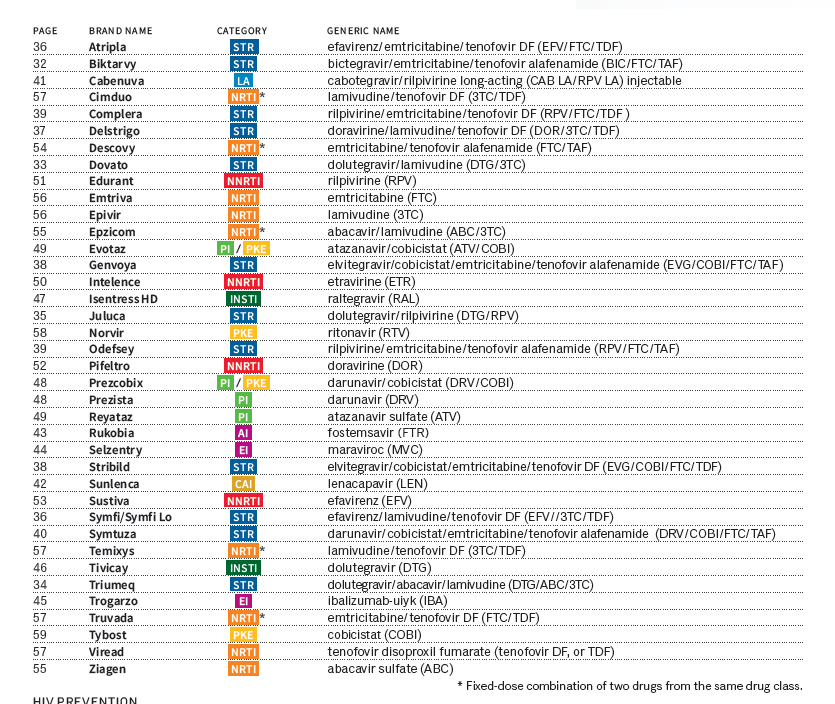 PAGE BRAND NAME CATEGORY GENERIC NAME
36 Atripla STR efavirenz/emtricitabine/tenofovir DF (EFV/FTC/TDF)
32 Biktarvy STR bictegravir/emtricitabine/tenofovir alafenamide (BIC/FTC/TAF)
41 Cabenuva LA cabotegravir/rilpivirine long-acting (CAB LA/RPV LA) injectable
57 Cimduo NRTI* lamivudine/tenofovir DF (3TC/TDF)
39 Complera STR rilpivirine/emtricitabine/tenofovir DF (RPV/FTC/TDF )
37 Delstrigo STR doravirine/lamivudine/tenofovir DF (DOR/3TC/TDF)
54 Descovy NRTI* emtricitabine/tenofovir alafenamide (FTC/TAF)
33 Dovato STR dolutegravir/lamivudine (DTG/3TC)
51 Edurant NNRTI rilpivirine (RPV)
56 Emtriva NRTI emtricitabine (FTC)
56 Epivir NRTI lamivudine (3TC)
55 Epzicom NRTI* abacavir/lamivudine (ABC/3TC)
49 Evotaz PI / PKE atazanavir/cobicistat (ATV/COBI)
38 Genvoya STR elvitegravir/cobicistat/emtricitabine/tenofovir alafenamide (EVG/COBI/FTC/TAF)
50 Intelence NNRTI etravirine (ETR)
47 Isentress HD INSTI raltegravir (RAL)
35 Juluca STR dolutegravir/rilpivirine (DTG/RPV)
58 Norvir PKE ritonavir (RTV)
39 Odefsey STR rilpivirine/emtricitabine/tenofovir alafenamide (RPV/FTC/TAF)
52 Pifeltro NNRTI doravirine (DOR)
48 Prezcobix PI / PKE darunavir/cobicistat (DRV/COBI)
48 Prezista PI darunavir (DRV)
49 Reyataz PI atazanavir sulfate (ATV)
43 Rukobia AI fostemsavir (FTR)
44 Selzentry EI maraviroc (MVC)
38 Stribild STR elvitegravir/cobicistat/emtricitabine/tenofovir DF (EVG/COBI/FTC/TDF)
42 Sunlenca CAI lenacapavir (LEN)
53 Sustiva NNRTI efavirenz (EFV)
36 Symfi/Symfi Lo STR efavirenz/lamivudine/tenofovir DF (EFV//3TC/TDF)
40 Symtuza STR darunavir/cobicistat/emtricitabine/tenofovir alafenamide (DRV/COBI/FTC/TAF)
57 Temixys NRTI* lamivudine/tenofovir DF (3TC/TDF)
46 Tivicay INSTI dolutegravir (DTG)
34 Triumeq STR dolutegravir/abacavir/lamivudine (DTG/ABC/3TC)
45 Trogarzo EI ibalizumab-uiyk (IBA)
57 Truvada NRTI* emtricitabine/tenofovir DF (FTC/TDF)
59 Tybost PKE cobicistat (COBI)
57 Viread NRTI tenofovir disoproxil fumarate (tenofovir DF, or TDF)
55 Ziagen NRTI abacavir sulfate (ABC)
* Fixed-dose combination of two drugs from the same drug class.
HIV PREVENTION